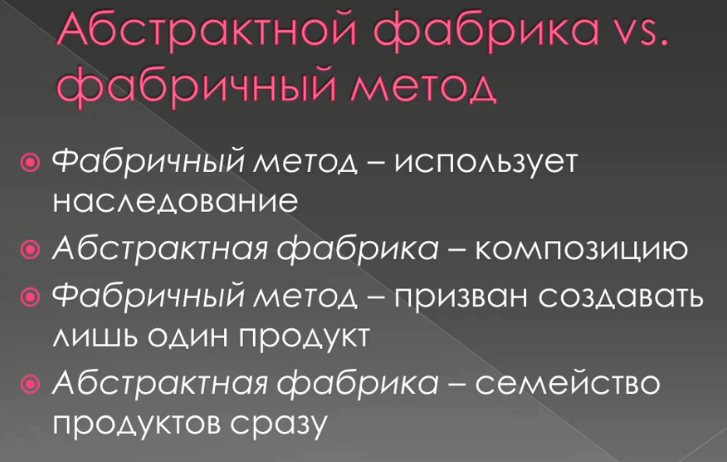 Абстрактной фабрика vs.
фабричный метод
Фабричный метод – использует
наследование
Абстрактная фабрика – композицию
Фабричный метод – призван создавать
лишь один продукт
Абстрактная фабрика – семейство
продуктов сразу